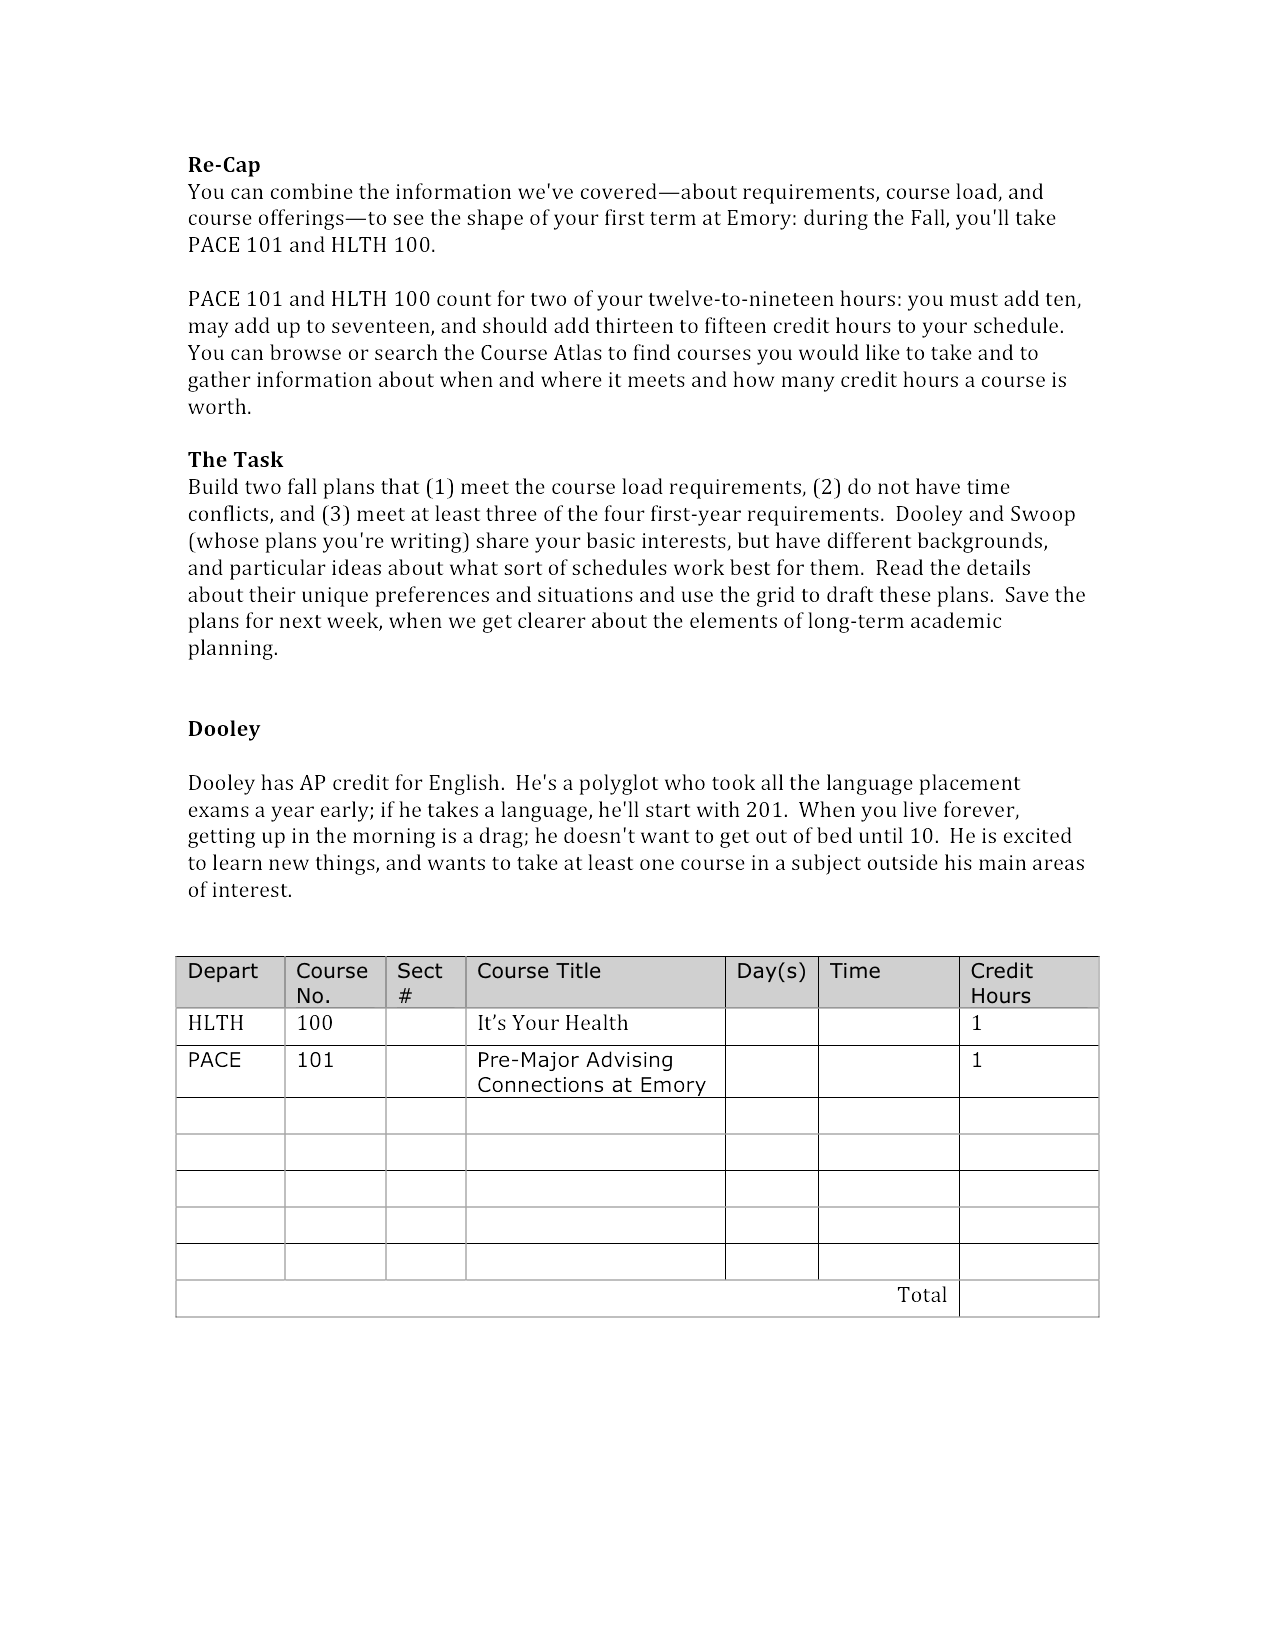 Re-Cap
You can combine the information we've covered—about requirements, course load, and
course offerings—to see the shape of your first term at Emory: during the Fall, you'll take
PACE 101 and HLTH 100.
PACE 101 and HLTH 100 count for two of your twelve-to-nineteen hours: you must add ten,
may add up to seventeen, and should add thirteen to fifteen credit hours to your schedule.
You can browse or search the Course Atlas to find courses you would like to take and to
gather information about when and where it meets and how many credit hours a course is
worth.
The Task
Build two fall plans that (1) meet the course load requirements, (2) do not have time
conflicts, and (3) meet at least three of the four first-year requirements.  Dooley and Swoop
(whose plans you're writing) share your basic interests, but have different backgrounds,
and particular ideas about what sort of schedules work best for them.  Read the details
about their unique preferences and situations and use the grid to draft these plans.  Save the
plans for next week, when we get clearer about the elements of long-term academic
planning.
Dooley
Dooley has AP credit for English.  He's a polyglot who took all the language placement
exams a year early; if he takes a language, he'll start with 201.  When you live forever,
getting up in the morning is a drag; he doesn't want to get out of bed until 10.  He is excited
to learn new things, and wants to take at least one course in a subject outside his main areas
of interest.
Depart Course Sect Course Title Day(s) Time Credit
No. # Hours
HLTH 100 It’s Your Health 1
PACE 101 Pre-Major Advising 1
Connections at Emory
Total